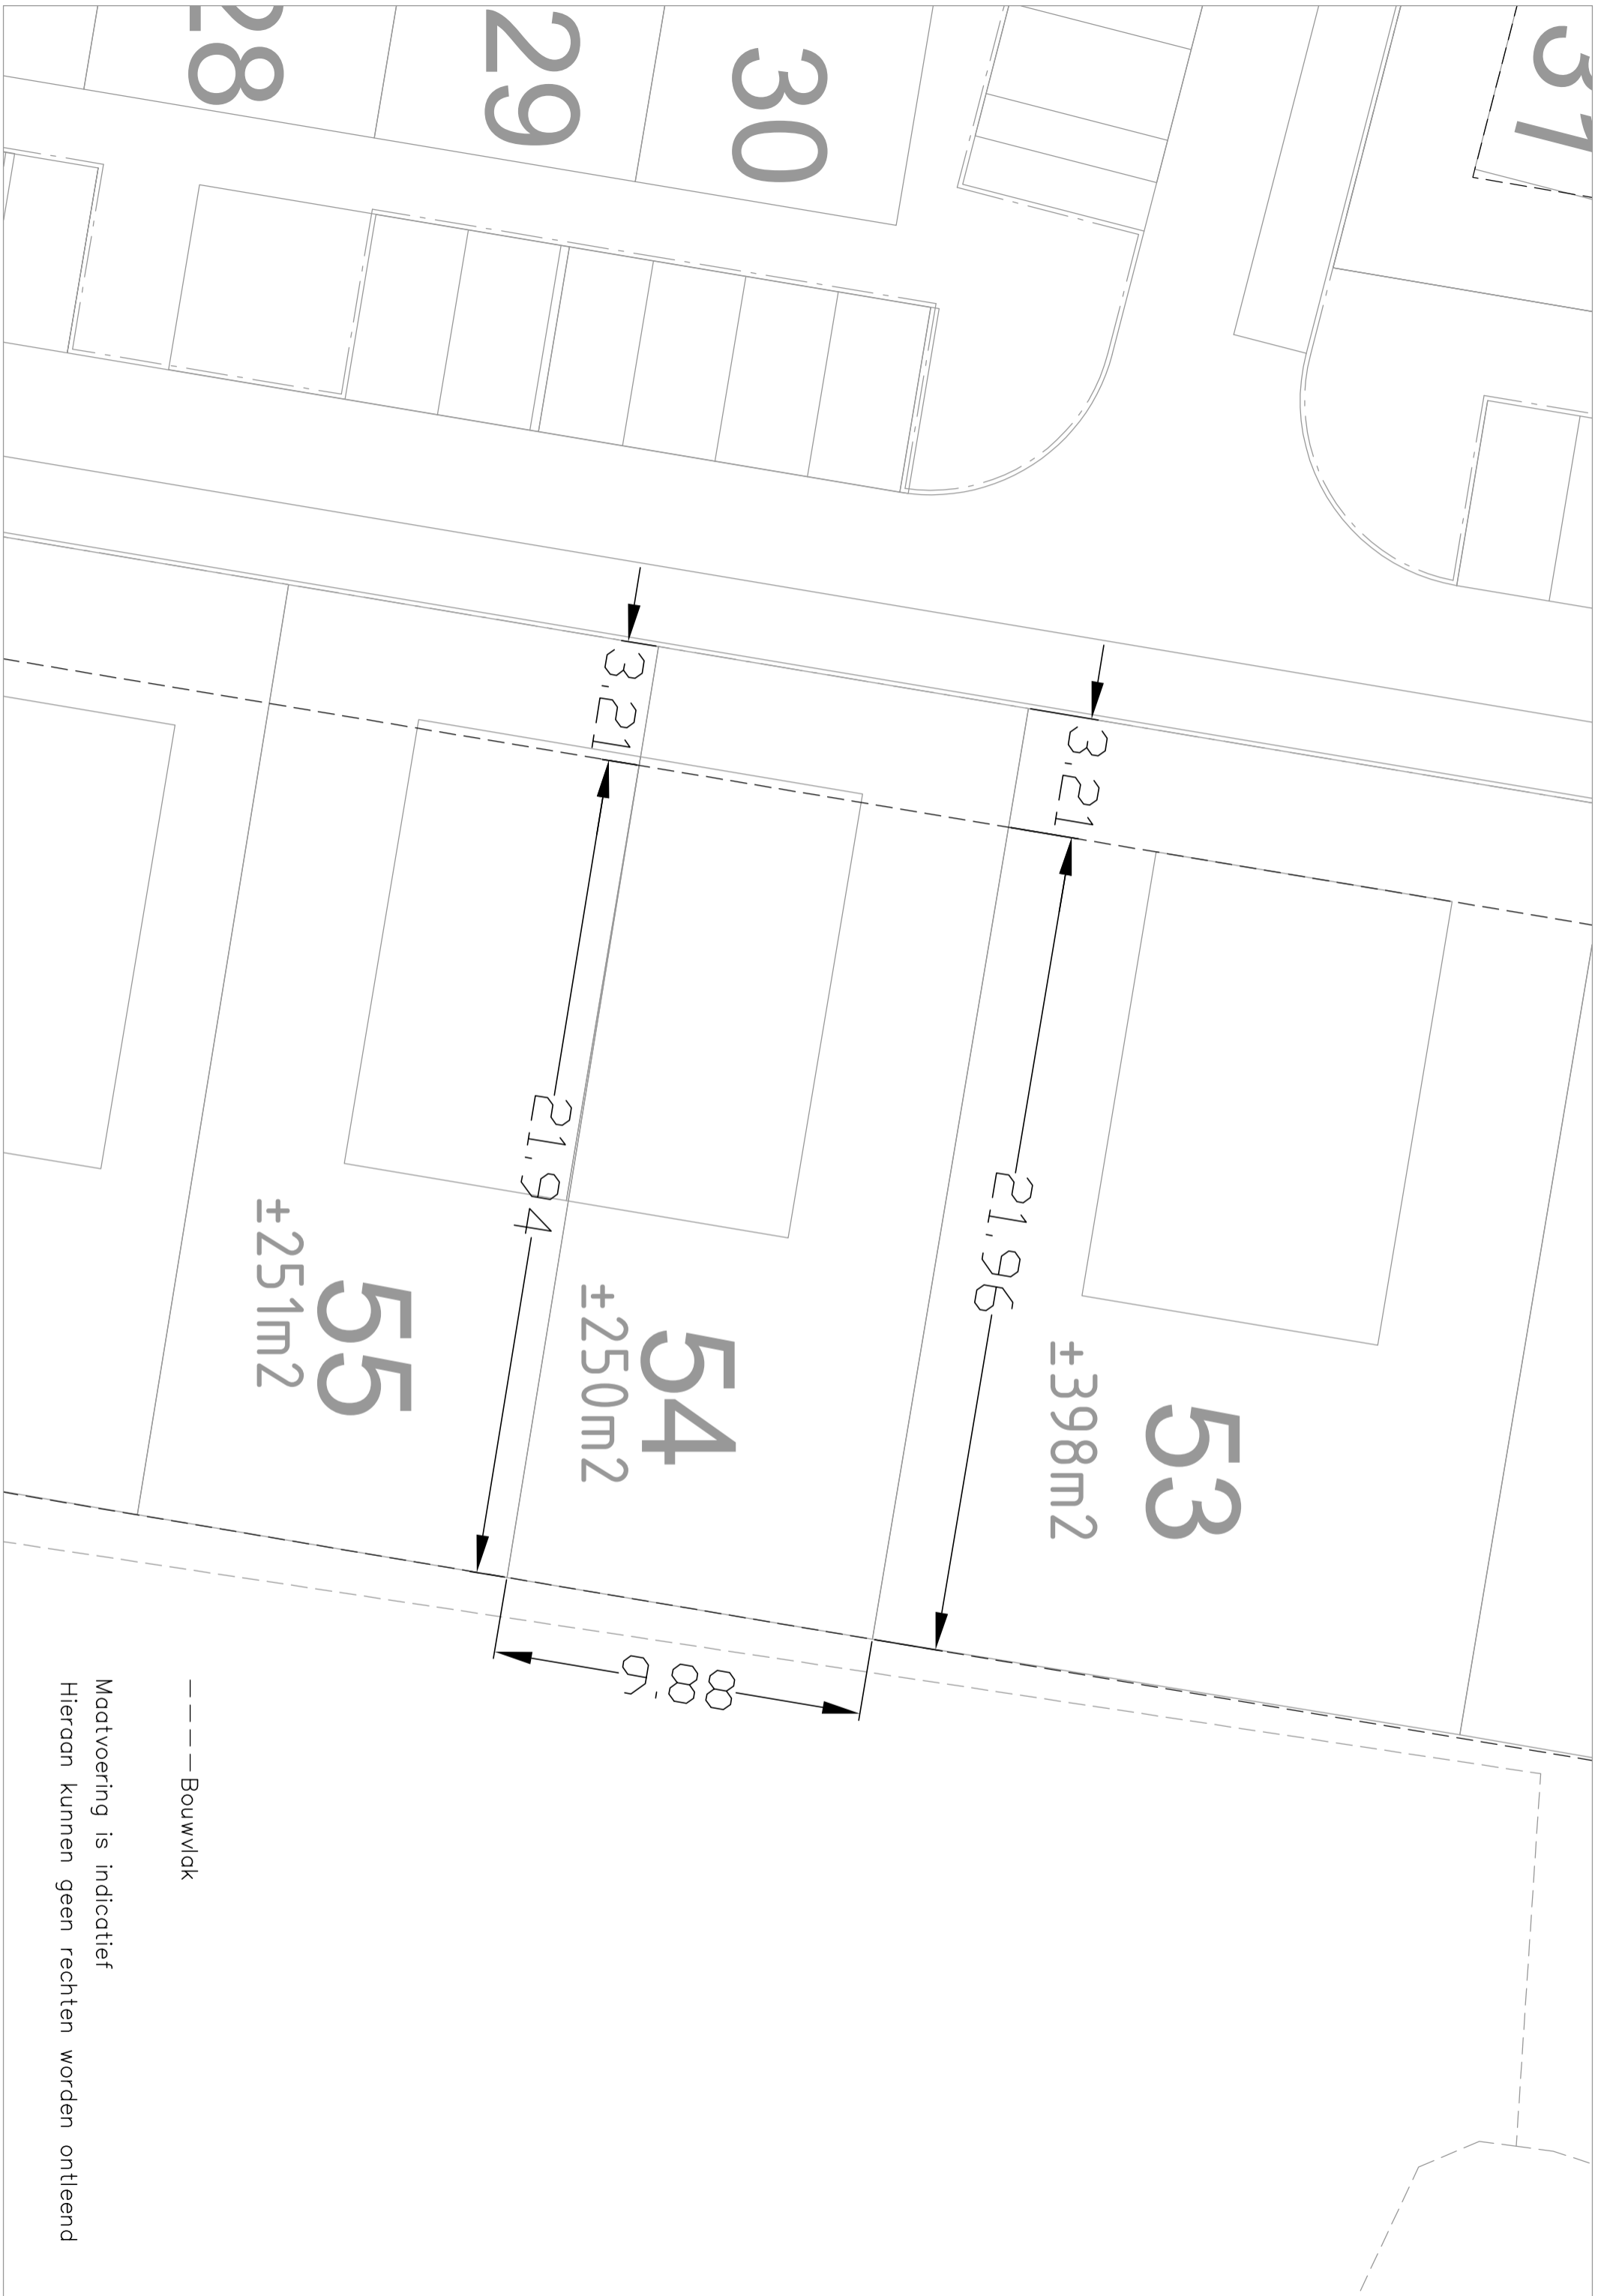 31
53
±398m2
3.21
21.96
30
54
±250m2
9.88
3.21
21.94
29
55
±251m2
28
Bouwvlak
Maatvoering is indicatief
Hieraan kunnen geen rechten worden ontleend